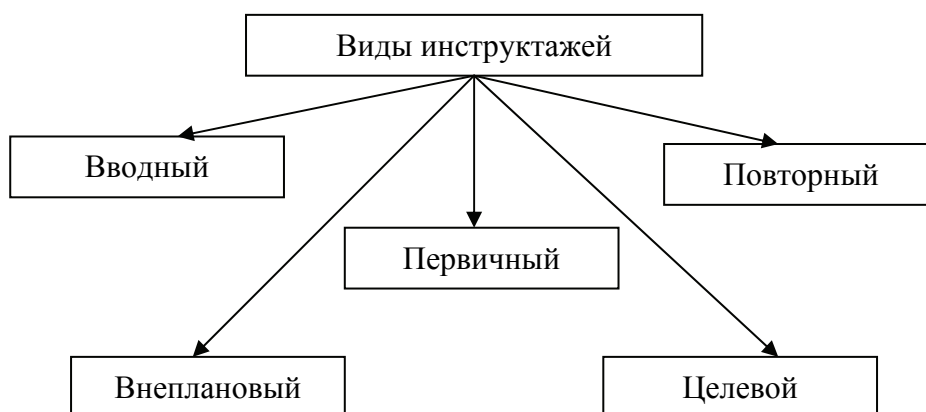 Виды инструктажей
Вводный
Повторный
Первичный
Внеплановый
Целевой